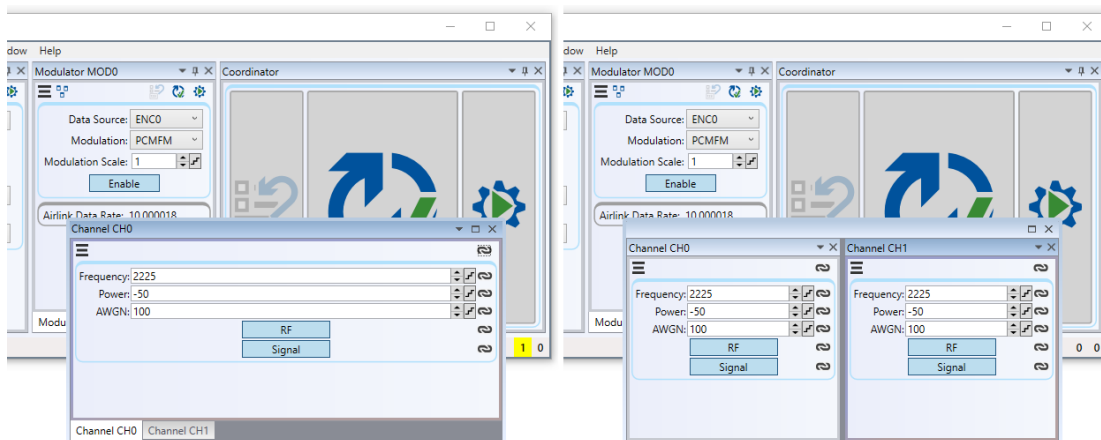 dow Help
Modulator MOD0
Coordinator
Data Source: ENC0
Modulation: PCMFM
Modulation Scale: 1
Enable
Airlink Data Rate: 10.000018
Channel CH0
Frequency: 2225
Power: -50
AWGN: 100
RF
Signal
Modu
1 0
Channel CH0 Channel CH1
dow Help
Modulator MOD0
Coordinator
Data Source: ENC0
Modulation: PCMFM
Modulation Scale: 1
Enable
Airlink Data Rate: 10.000018
Channel CH0 Channel CH1
Frequency: 2225 Frequency: 2225
Power: -50 Power: -50
AWGN: 100 AWGN: 100
RF RF
Signal Signal
Modu
0 0